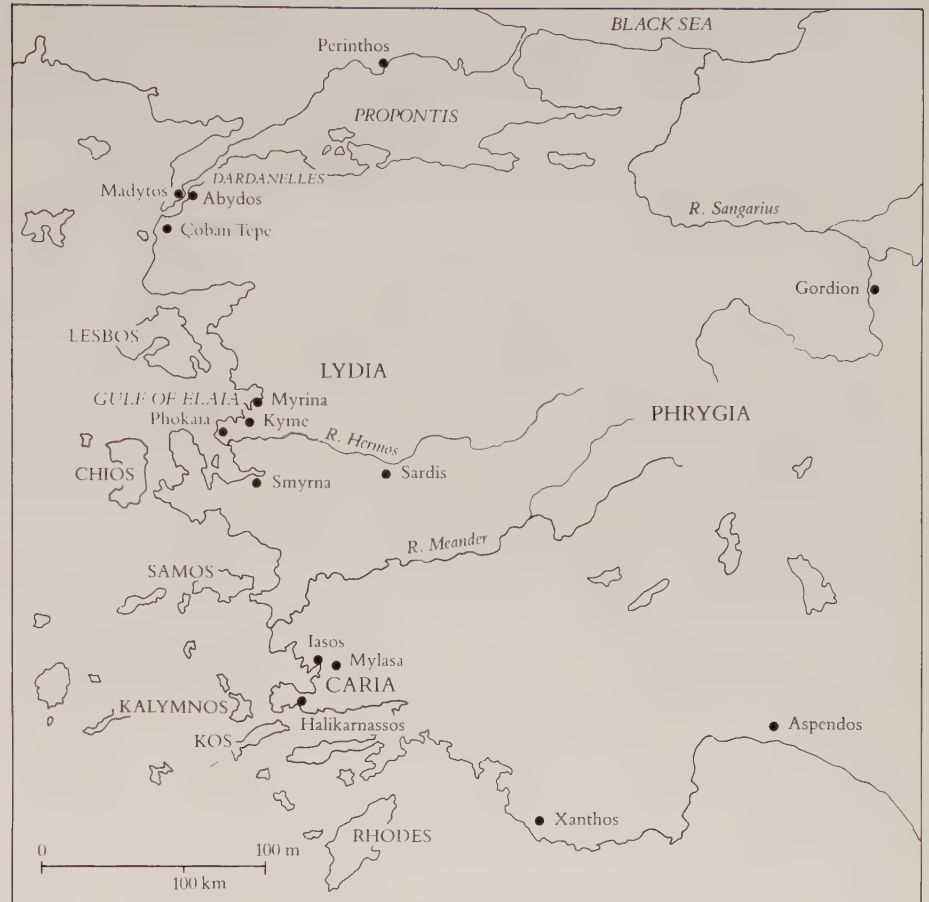 BLACK SEA
Perinthos
PROPONTIS
DARDANELLES
Madytos
Abydos
R. Sangarius
Çoban Tepe
Gordion
LESBOS
LYDIA
GULF OF ELAIA
Myrina
PHRYGIA
Phokaia
Kyme
R. Hermos
CHIOS
Sardis
Smyrna
R. Meander
SAMOS
Iasos
Mylasa
CARIA
KALYMNOS
Halikarnassos
Aspendos
KOS
Xanthos
RHODES
0
100 m
100 km